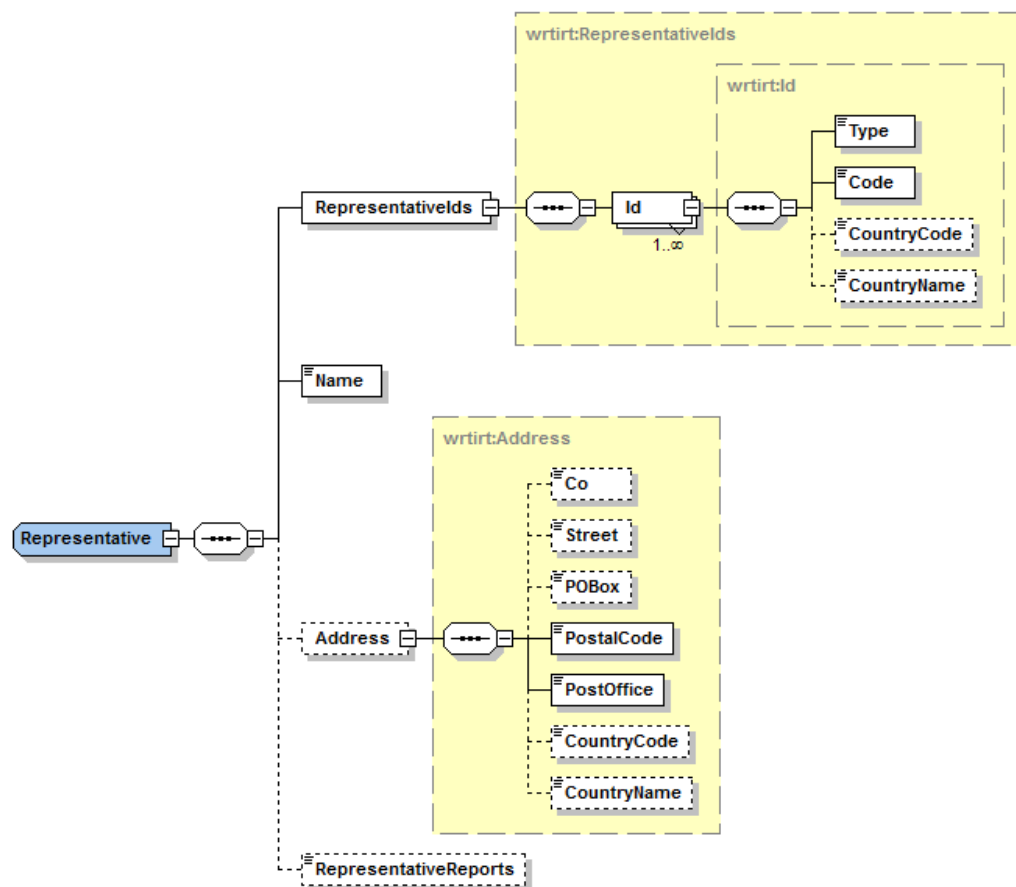 wrtirt:RepresentativeIds
wrtirt:Id
Type
Code
RepresentativeIds
Id
CountryCode
1..∞
CountryName
Name
wrtirt:Address
Co
Street
Representative
POBox
Address
PostalCode
PostOffice
CountryCode
CountryName
RepresentativeReports